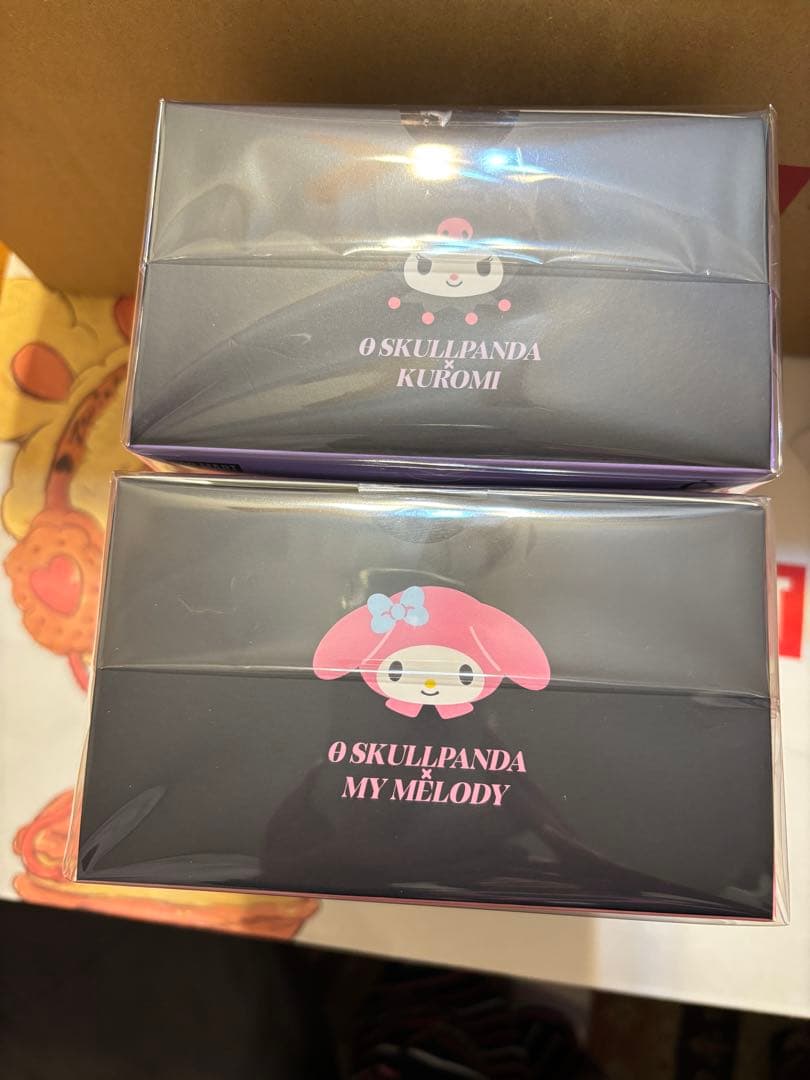 θ SKULLPANDA
×
KUROMI
θ SKULLPANDA
×
MY MELODY